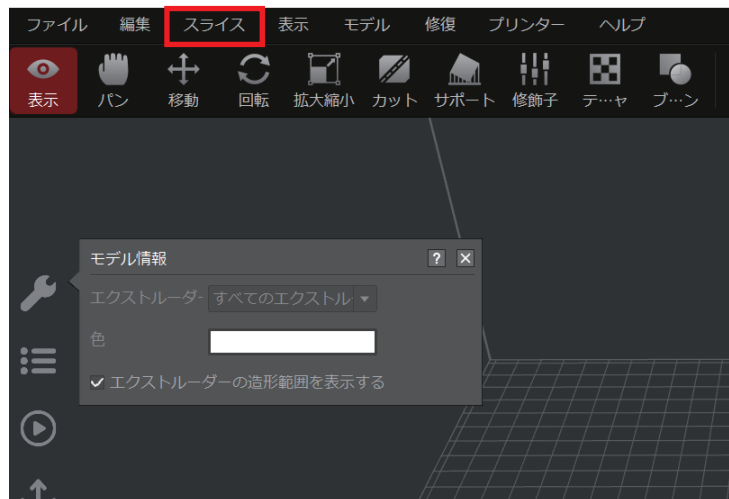 ファイル 編集 スライス 表示 モデル 修復 プリンター ヘルプ
表示 パン 移動 回転 拡大縮小 カット サポート 修飾子 テ…ャ ブ…ン
モデル情報 ?
エクストルーダ- すべてのエクストル
色
エクストルーダーの造形範囲を表示する